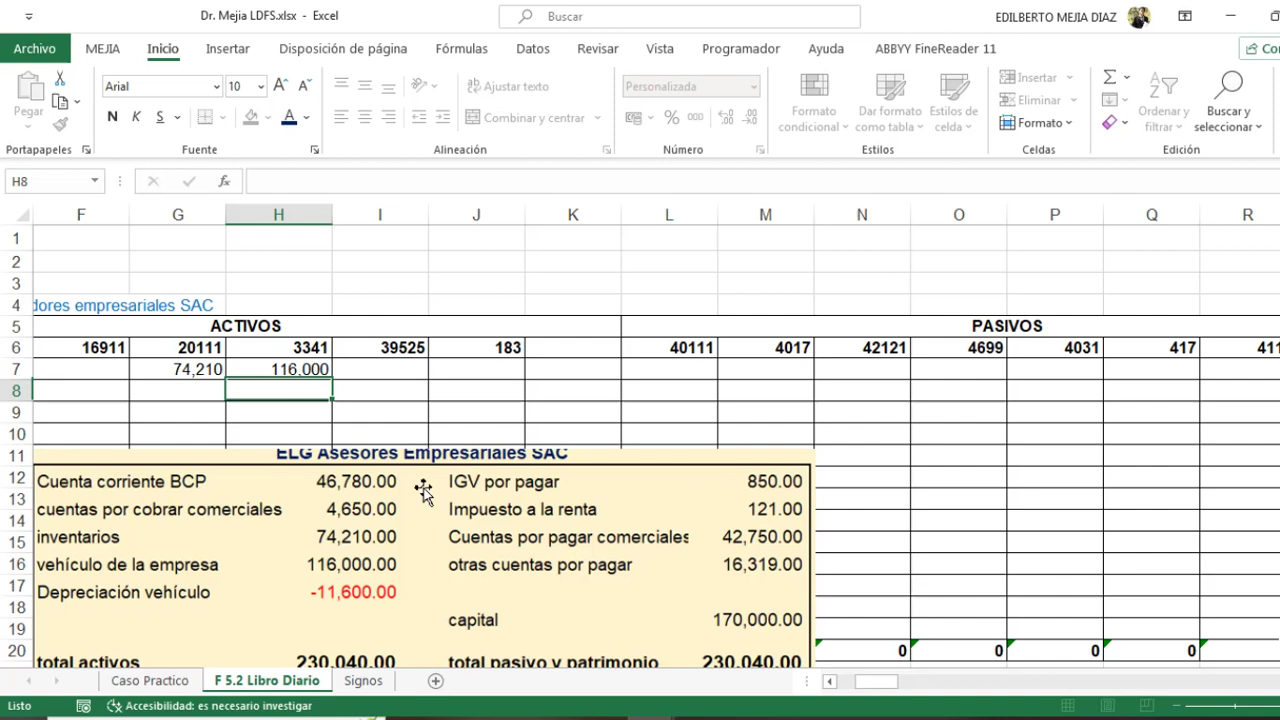 Dr. Mejia LDFS.xlsx - Excel
Buscar
EDILBERTO MEJIA DIAZ
Archivo MEJIA Inicio Insertar Disposición de página Fórmulas Datos Revisar Vista Programador Ayuda ABBYY FineReader 11
Pegar
Arial 10
N K S
Ajustar texto
Combinar y centrar
Personalizada
% 000
Formato condicional
Dar formato como tabla
Estilos de celda
Insertar
Eliminar
Formato
Ordenar y filtrar
Buscar y seleccionar
Portapapeles Fuente Alineación Número Estilos Celdas Edición
H8 fx
F G H I J K L M N O P Q R
1
2
3
4 dores empresariales SAC
5 ACTIVOS PASIVOS
6 16911 20111 3341 39525 183 40111 4017 42121 4699 4031 417 411
7 74,210 116,000
8
9
10
11 ELG Asesores Empresariales SAC
12 Cuenta corriente BCP 46,780.00 IGV por pagar 850.00
13 cuentas por cobrar comerciales 4,650.00 Impuesto a la renta 121.00
14
15 inventarios 74,210.00 Cuentas por pagar comerciales 42,750.00
16 vehículo de la empresa 116,000.00 otras cuentas por pagar 16,319.00
17 Depreciación vehículo -11,600.00
18
19 capital 170,000.00
20 0 0 0 0
total activos 230,040.00 total pasivo y patrimonio 230,040.00
Caso Practico F 5.2 Libro Diario Signos
Listo Accesibilidad: es necesario investigar